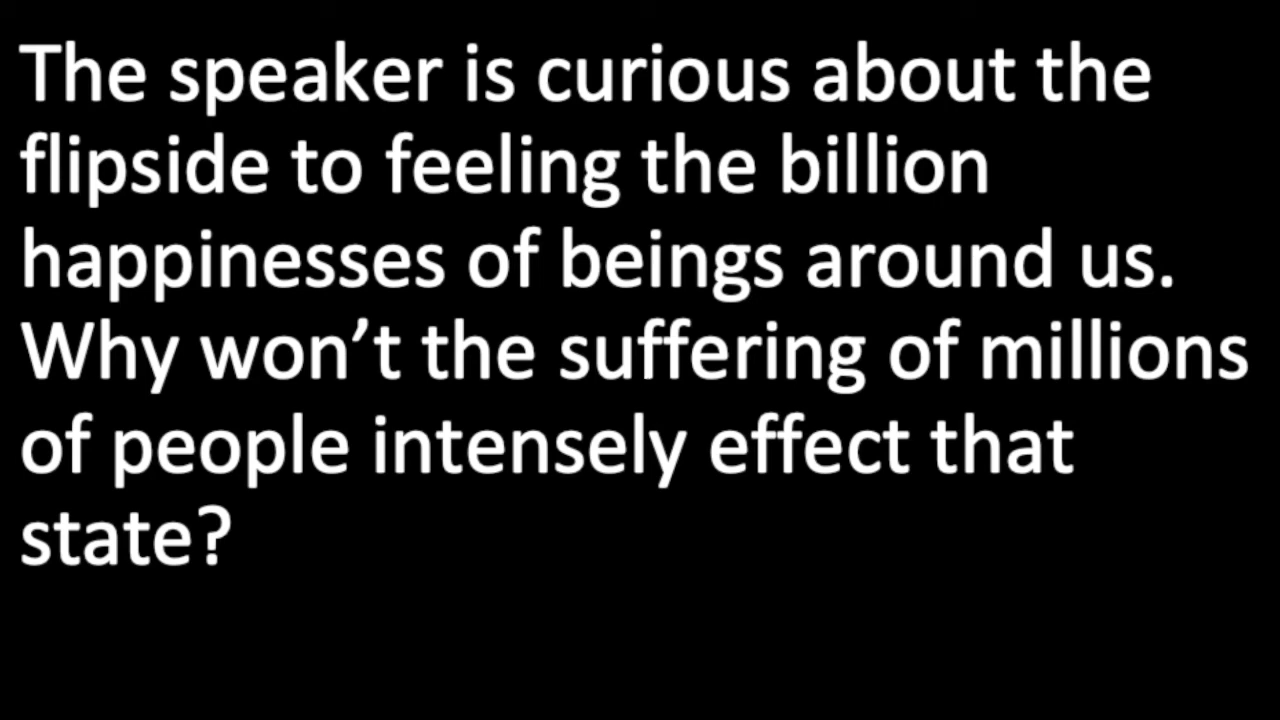 The speaker is curious about the
flipside to feeling the billion
happinesses of beings around us.
Why won’t the suffering of millions
of people intensely effect that
state?